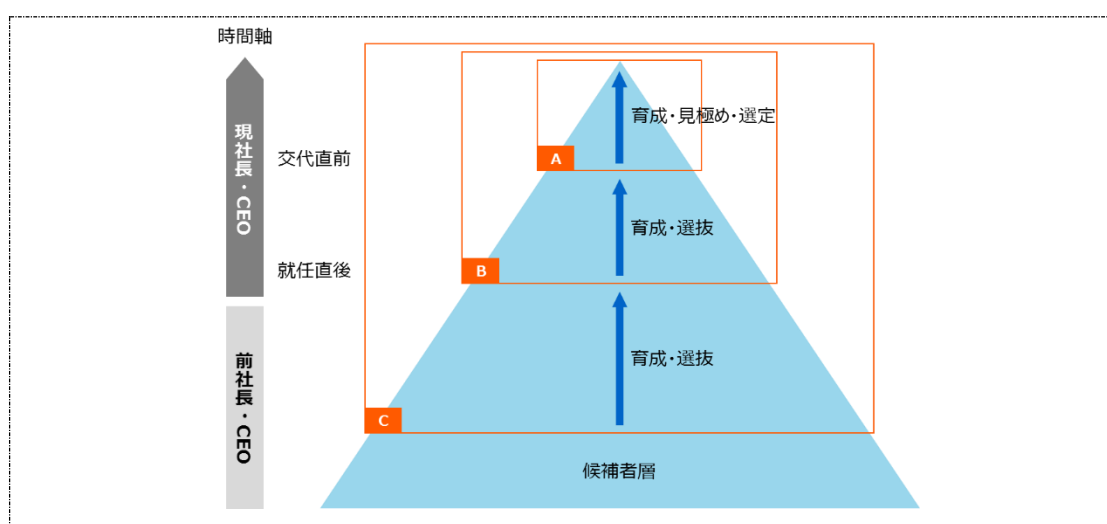 時間軸
現社長・CEO
育成・見極め・選定
A
交代直前
育成・選抜
B
就任直後
育成・選抜
前社長・CEO
C
候補者層